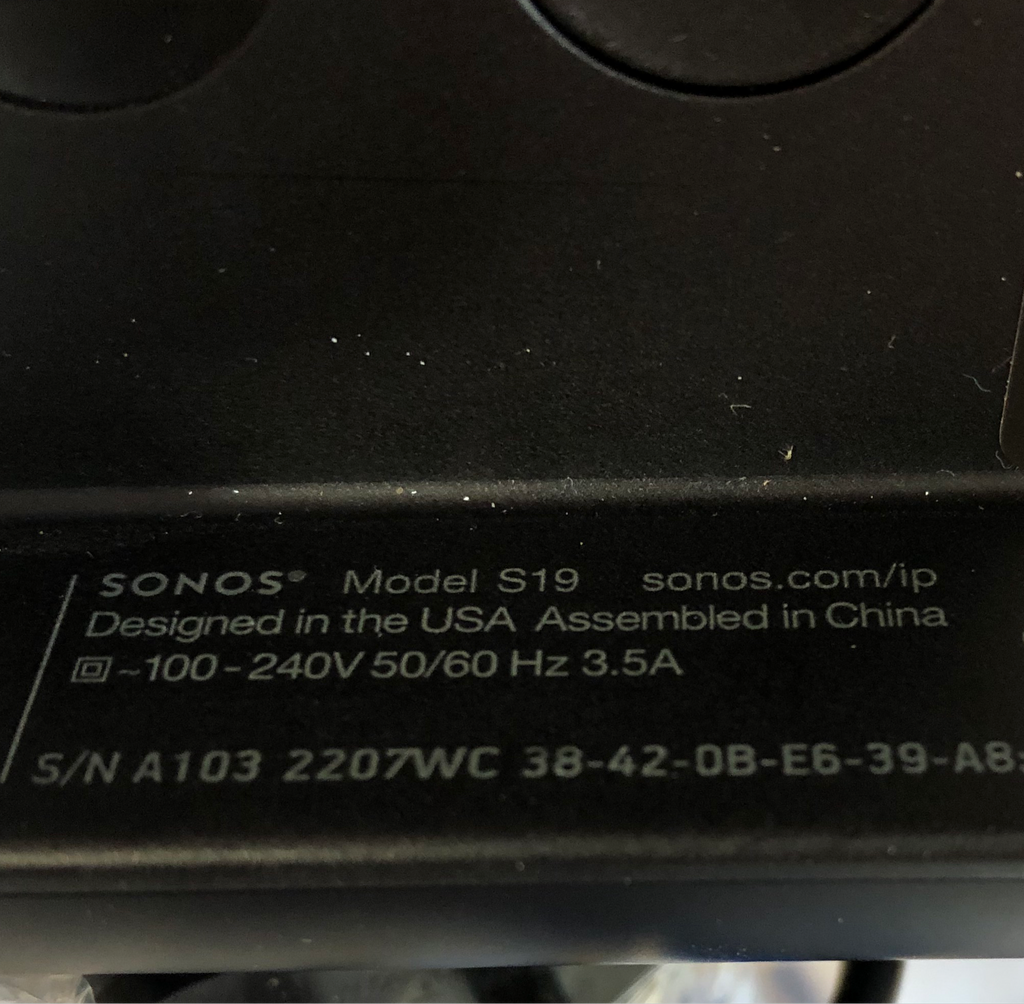 SONOS® Model S19 sonos.com/ip
Designed in the USA Assembled in China
~100-240V 50/60 Hz 3.5A
S/N A103 2207WC 38-42-0B-E6-39-A8: